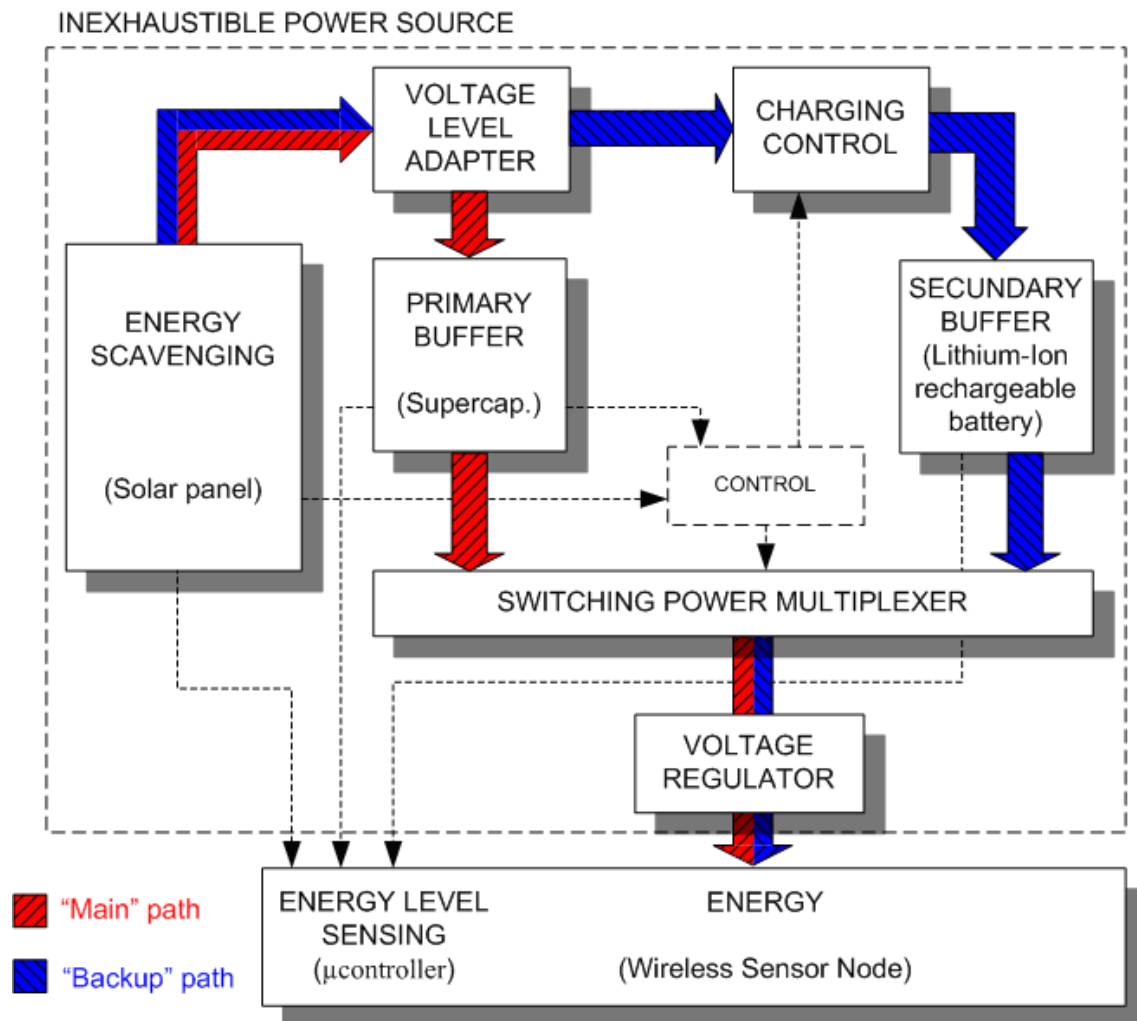 INEXHAUSTIBLE POWER SOURCE
VOLTAGE
LEVEL
ADAPTER
CHARGING
CONTROL
ENERGY
SCAVENGING
(Solar panel)
PRIMARY
BUFFER
(Supercap.)
SECUNDARY
BUFFER
(Lithium-Ion
rechargeable
battery)
CONTROL
SWITCHING POWER MULTIPLEXER
VOLTAGE
REGULATOR
ENERGY LEVEL
SENSING
(µcontroller)
ENERGY
(Wireless Sensor Node)
“Main” path
“Backup” path